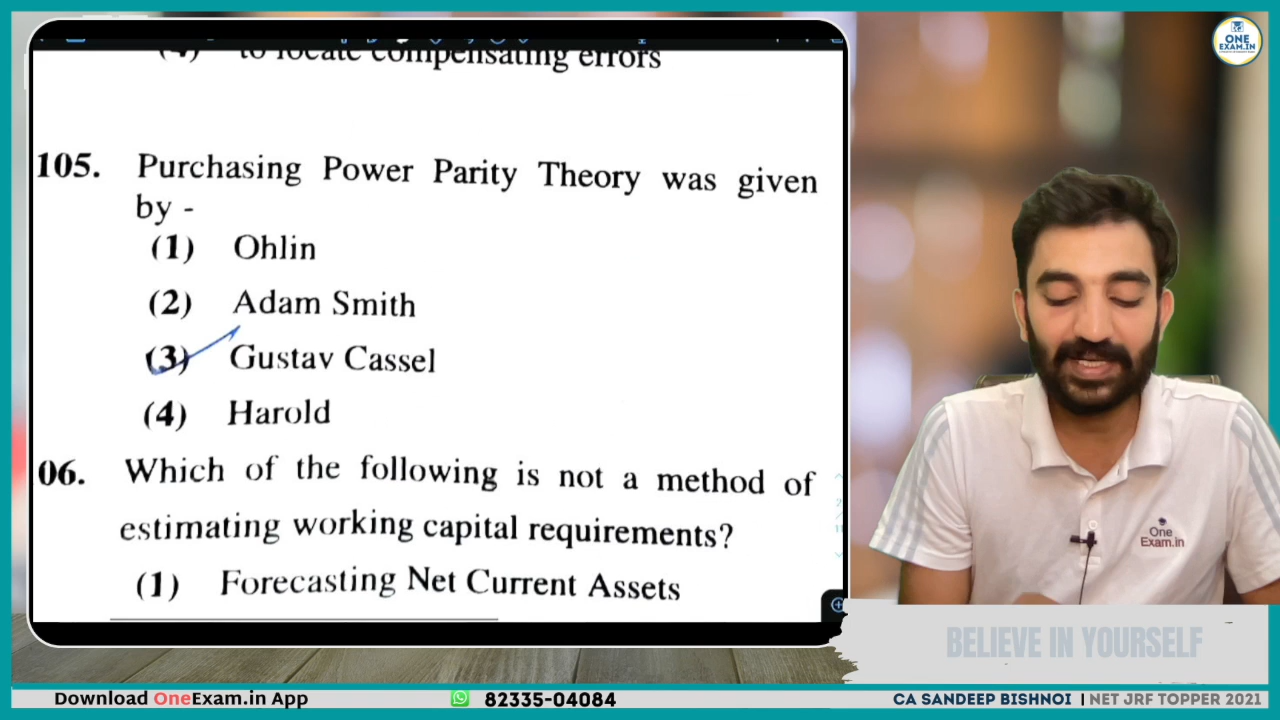 (4) to locate compensating errors
105. Purchasing Power Parity Theory was given
by -
(1) Ohlin
(2) Adam Smith
(3) Gustav Cassel
(4) Harold
06. Which of the following is not a method of
estimating working capital requirements?
(1) Forecasting Net Current Assets
ONE
EXAM.IN
One
Exam.in
BELIEVE IN YOURSELF
Download OneExam.in App
82335-04084
CA SANDEEP BISHNOI | NET JRF TOPPER 2021